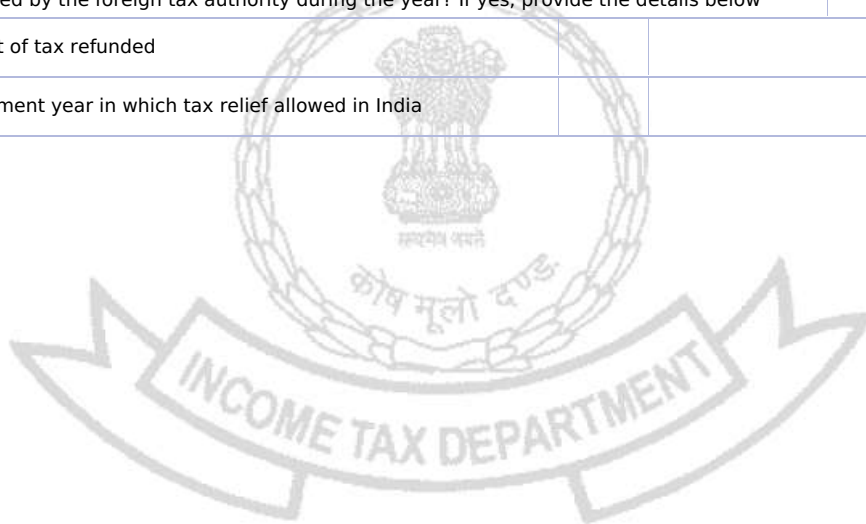 ed by the foreign tax authority during the year? If yes, provide the details below
t of tax refunded
ment year in which tax relief allowed in India
सत्यमेव जयते
कोष मूलो दण्डः
INCOME TAX DEPARTMENT